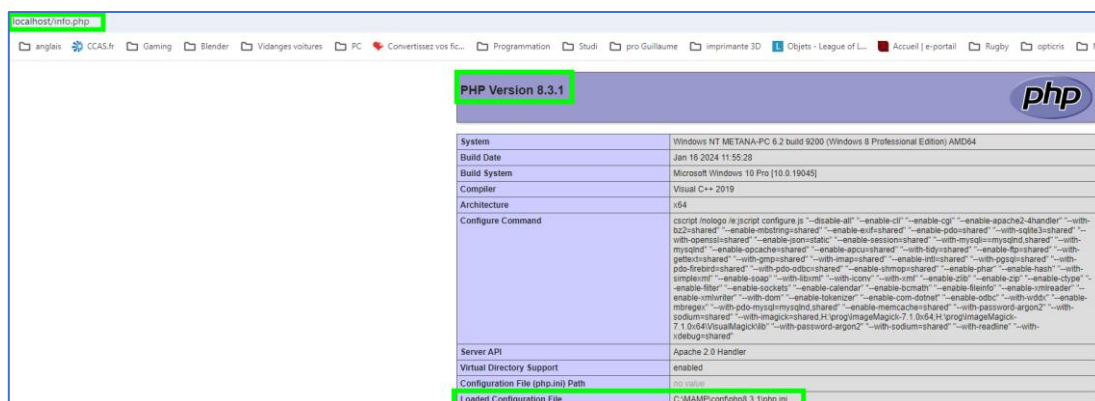 localhost/info.php
anglais CCAS.fr Gaming Blender Vidanges voitures PC Convertissez vos fic... Programmation Studi pro Guillaume imprimante 3D Objets - League of L... Accueil | e-portail Rugby opticris
PHP Version 8.3.1
php
System Windows NT METANA-PC 6.2 build 9200 (Windows 8 Professional Edition) AMD64
Build Date Jan 16 2024 11:55:28
Build System Microsoft Windows 10 Pro [10.0.19045]
Compiler Visual C++ 2019
Architecture x64
Configure Command cscript /nologo /e:jscript configure.js "--disable-all" "--enable-cli" "--enable-cgi" "--enable-apache2-4handler" "--with-
bz2=shared" "--enable-mbstring=shared" "--enable-exif=shared" "--enable-pdo=shared" "--with-sqlite3=shared" "--
with-openssl=shared" "--enable-json=static" "--enable-session=shared" "--with-mysqli==mysqlnd,shared" "--with-
mysqlnd" "--enable-opcache=shared" "--enable-apcu=shared" "--with-tidy=shared" "--enable-ftp=shared" "--with-
gettext=shared" "--with-gmp=shared" "--with-imap=shared" "--enable-intl=shared" "--with-pgsql=shared" "--with-
pdo-firebird=shared" "--with-pdo-odbc=shared" "--enable-shmop=shared" "--enable-phar" "--enable-hash" "--with-
simplexml" "--enable-soap" "--with-libxml" "--with-iconv" "--with-xml" "--enable-zlib" "--enable-zip" "--enable-ctype" "-
-enable-filter" "--enable-sockets" "--enable-calendar" "--enable-bcmath" "--enable-fileinfo" "--enable-xmlreader" "--
enable-xmlwriter" "--with-dom" "--enable-tokenizer" "--enable-com-dotnet" "--enable-odbc" "--with-wddx" "--enable-
mbregex" "--with-pdo-mysql=mysqlnd,shared" "--enable-memcache=shared" "--with-password-argon2" "--with-
sodium=shared" "--with-imagick=shared,H:\prog\ImageMagick-7.1.0x64;H:\prog\ImageMagick-
7.1.0x64\VisualMagick\lib" "--with-password-argon2" "--with-sodium=shared" "--with-readline" "--with-
xdebug=shared"
Server API Apache 2.0 Handler
Virtual Directory Support enabled
Configuration File (php.ini) Path no value
Loaded Configuration File C:\MAMP\conf\php8.3.1\php.ini